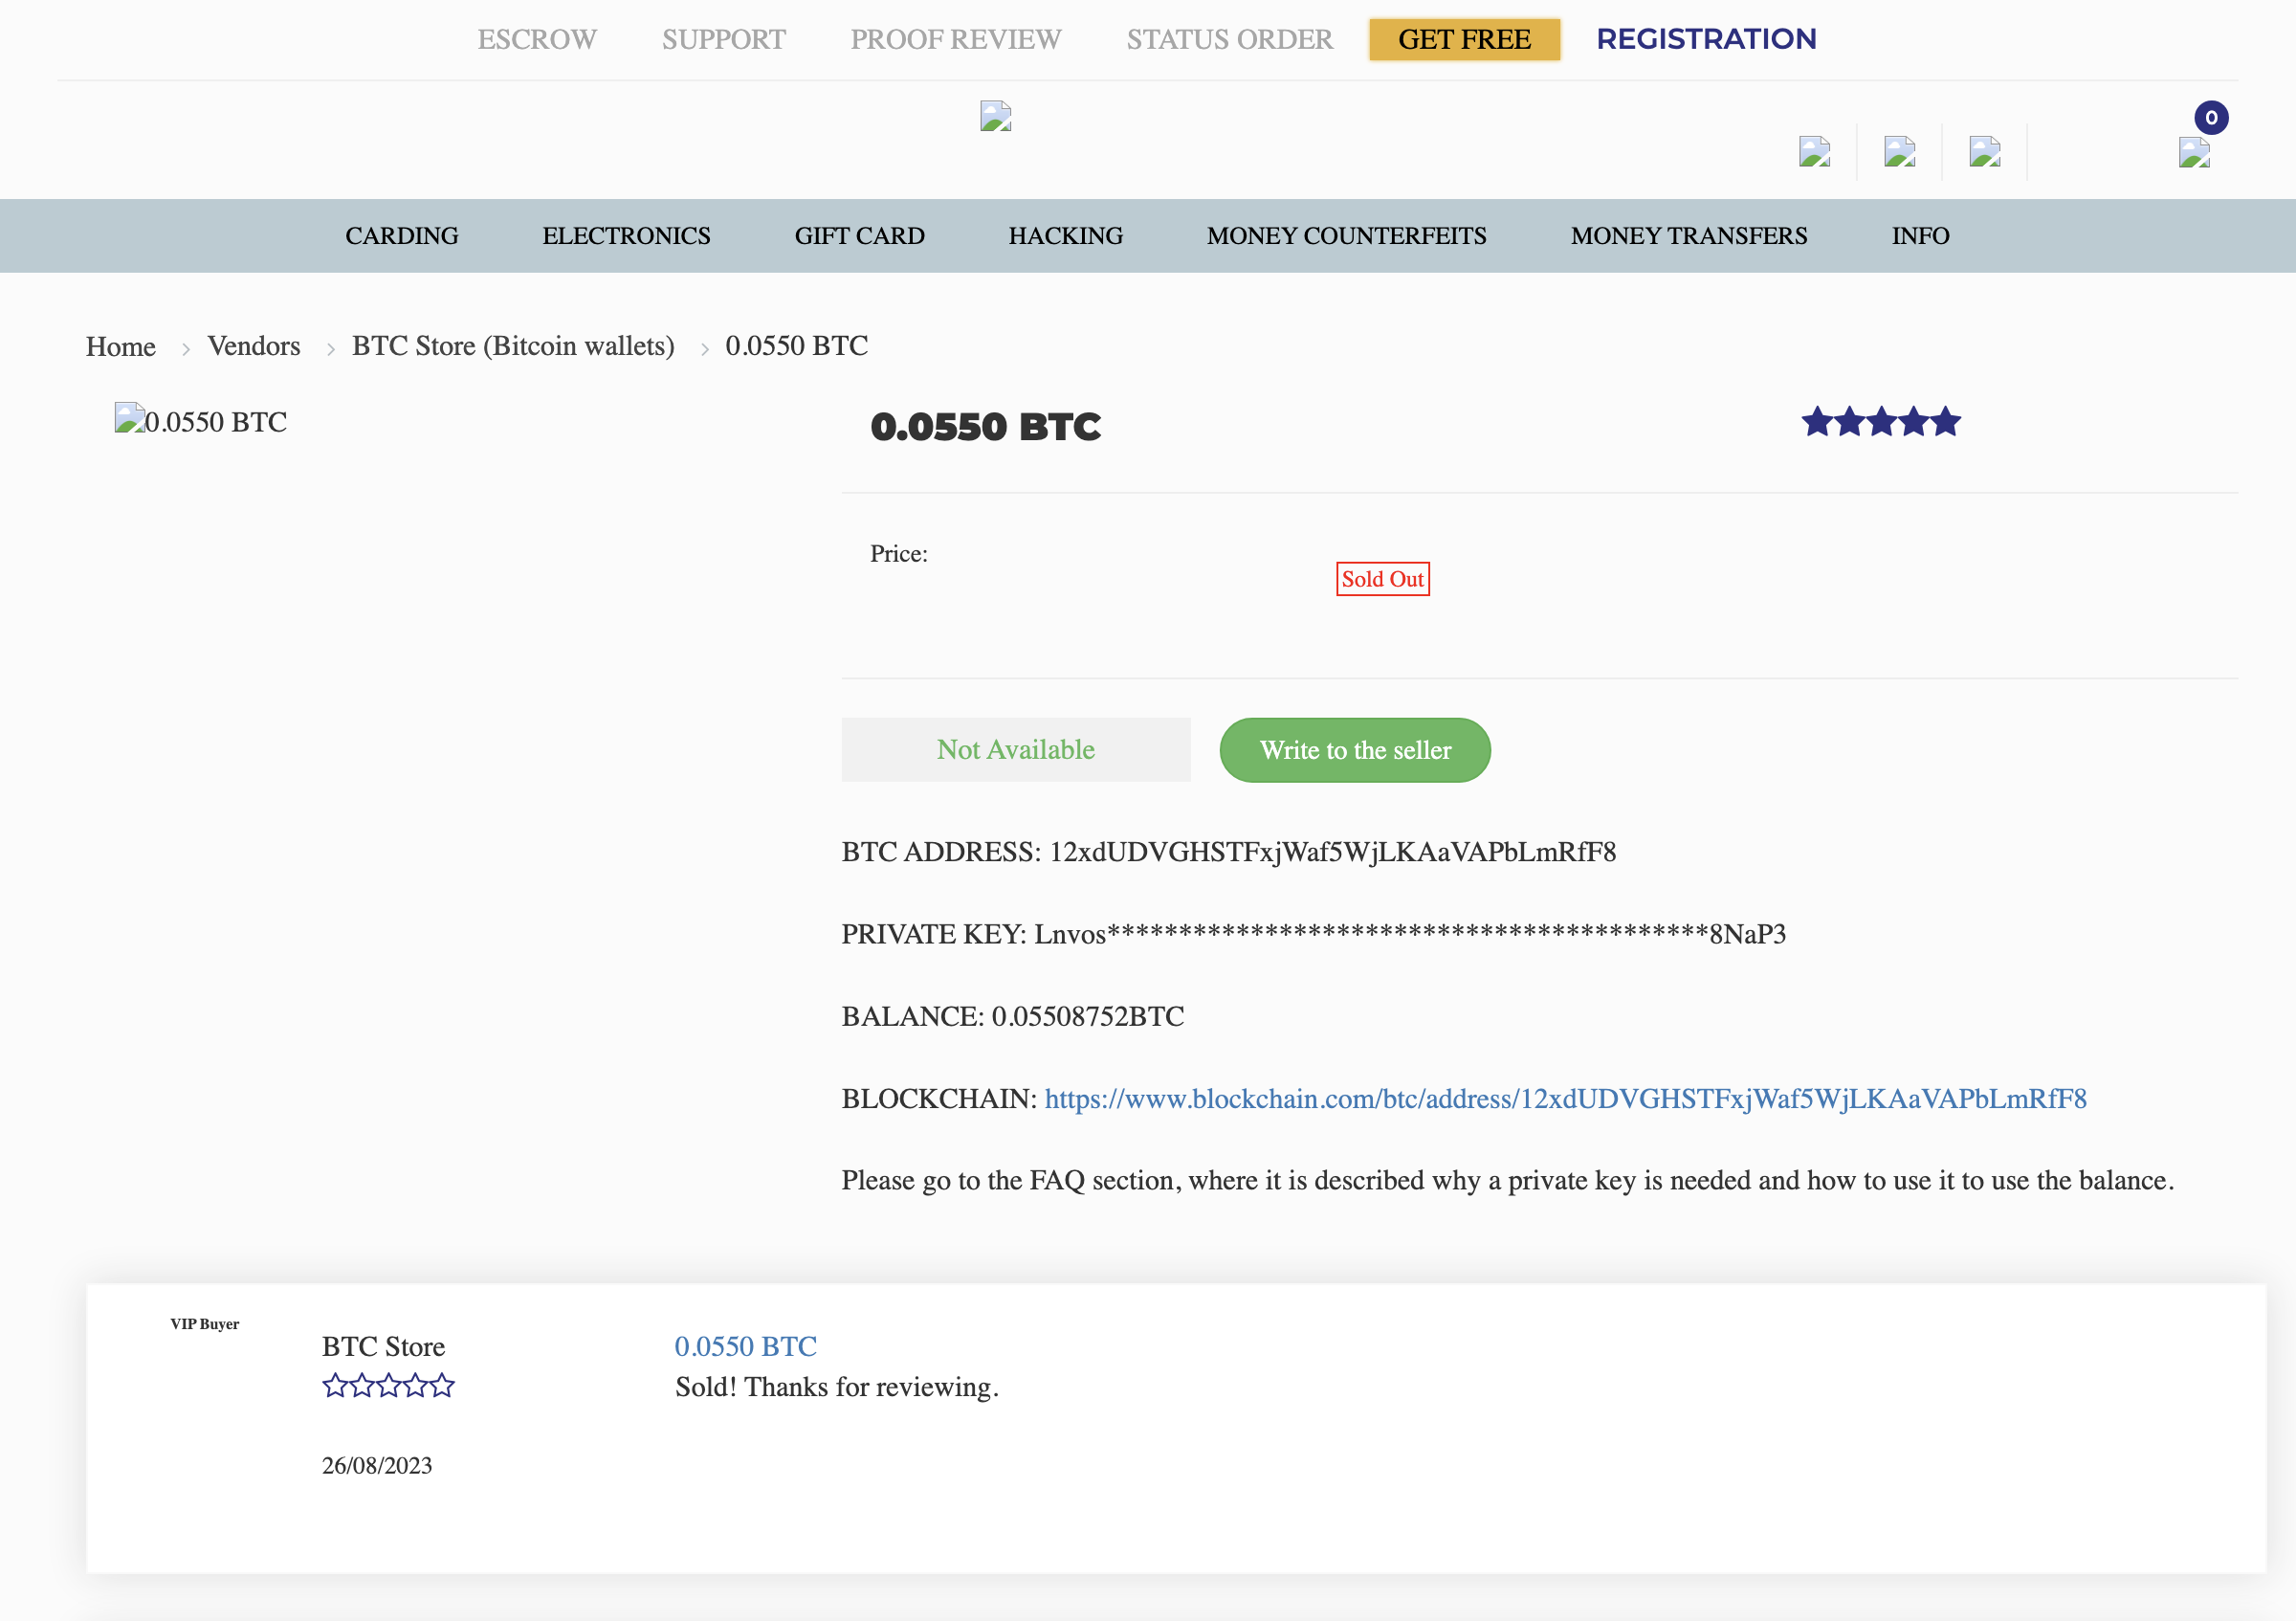 ESCROW SUPPORT PROOF REVIEW STATUS ORDER GET FREE REGISTRATION
0
CARDING ELECTRONICS GIFT CARD HACKING MONEY COUNTERFEITS MONEY TRANSFERS INFO
Home > Vendors > BTC Store (Bitcoin wallets) > 0.0550 BTC
0.0550 BTC
0.0550 BTC
Price:
Sold Out
Not Available
Write to the seller
BTC ADDRESS: 12xdUDVGHSTFxjWaf5WjLKAaVAPbLmRfF8
PRIVATE KEY: Lnvos******************************************8NaP3
BALANCE: 0.05508752BTC
BLOCKCHAIN: https://www.blockchain.com/btc/address/12xdUDVGHSTFxjWaf5WjLKAaVAPbLmRfF8
Please go to the FAQ section, where it is described why a private key is needed and how to use it to use the balance.
VIP Buyer
BTC Store
0.0550 BTC
Sold! Thanks for reviewing.
26/08/2023